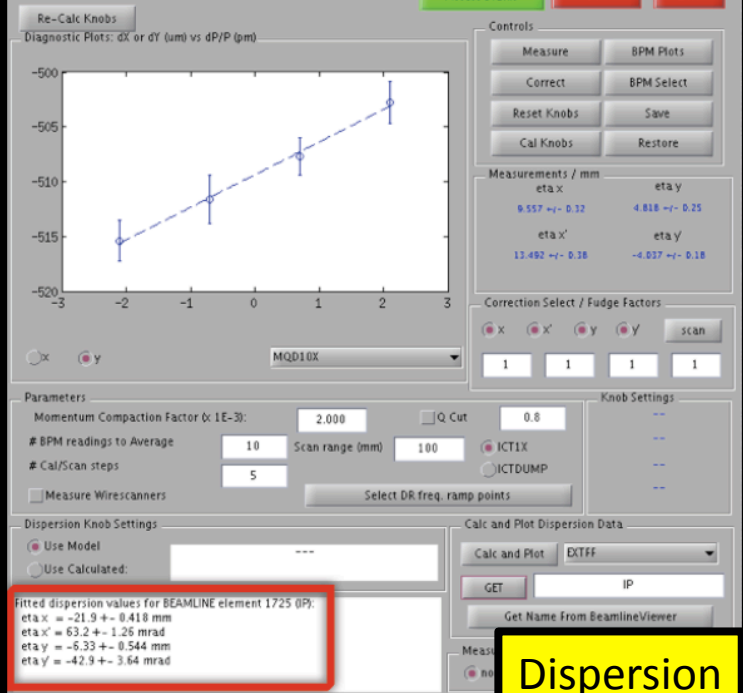 Re-Calc Knobs
Diagnostic Plots: dX or dY (um) vs dP/P (pm)
-500
-505
-510
-515
-520
-3 -2 -1 0 1 2 3
x y MQD10X
Controls
Measure BPM Plots
Correct BPM Select
Reset Knobs Save
Cal Knobs Restore
Measurements / mm
eta x eta y
9.557 +/- 0.32 4.818 +/- 0.25
eta x' eta y'
13.492 +/- 0.38 -4.037 +/- 0.18
Correction Select / Fudge Factors
x x' y y' scan
1 1 1 1
Parameters
Momentum Compaction Factor (x 1E-3): 2.000 Q Cut 0.8
# BPM readings to Average 10 Scan range (mm) 100 ICT1X
ICTDUMP
# Cal/Scan steps 5
Measure Wirescanners Select DR freq. ramp points
Knob Settings
--
--
--
--
Dispersion Knob Settings
Use Model
Use Calculated:
---
Calc and Plot Dispersion Data
Calc and Plot EXTFF
GET IP
Get Name From BeamlineViewer
Fitted dispersion values for BEAMLINE element 1725 (IP):
eta x = -21.9 +- 0.418 mm
eta x' = 63.2 +- 1.26 mrad
eta y = -6.33 +- 0.544 mm
eta y' = -42.9 +- 3.64 mrad
Dispersion